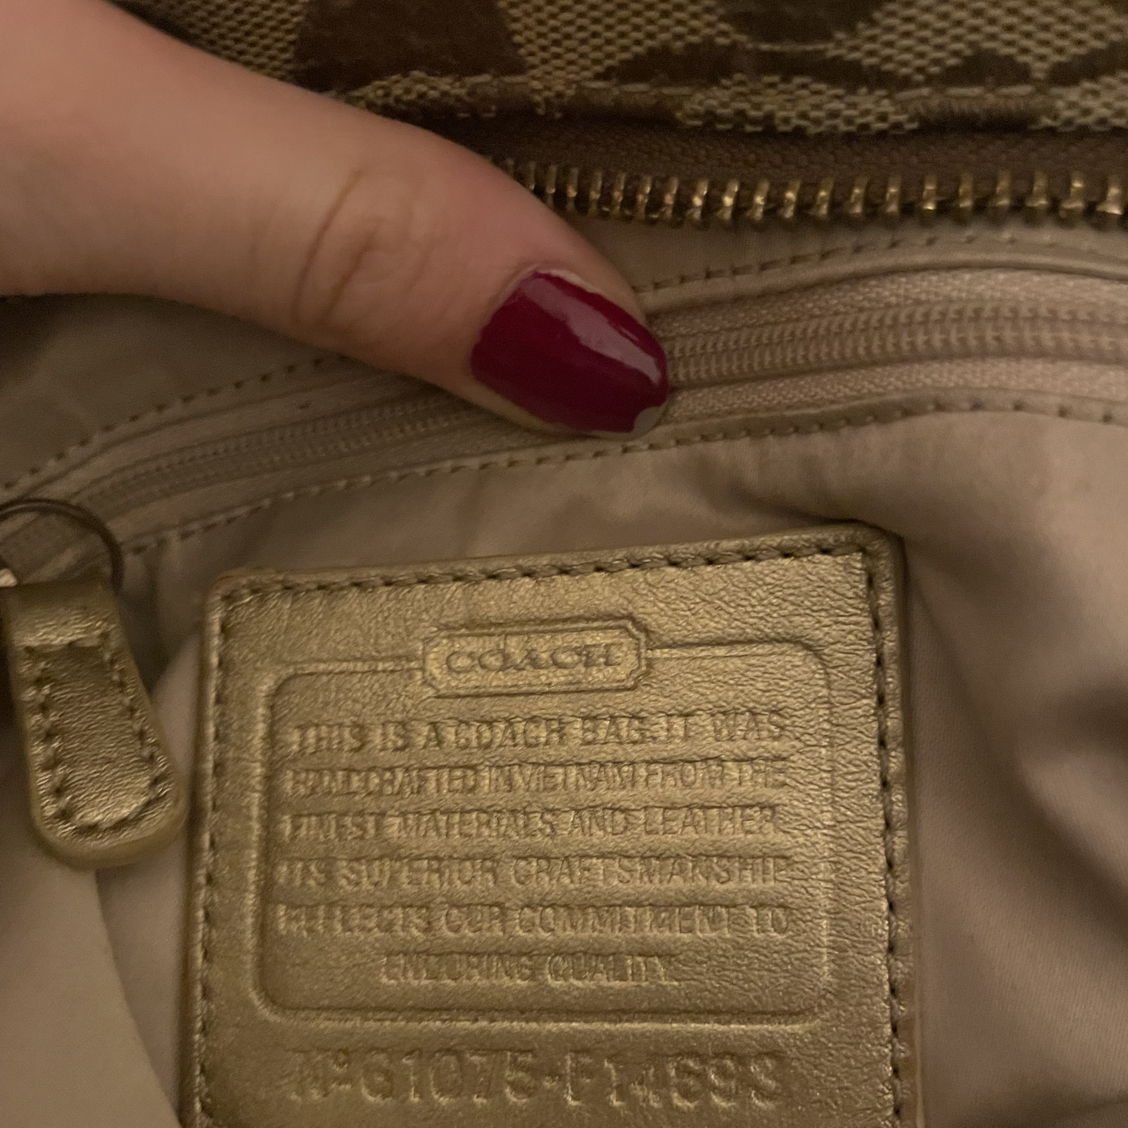 COACH
THIS IS A COACH BAG. IT WAS
HANDCRAFTED IN VIETNAM FROM THE
FINEST MATERIALS AND LEATHER.
ITS SUPERIOR CRAFTSMANSHIP
REFLECTS OUR COMMITMENT TO
ENDURING QUALITY.
Nº G1075-F14693